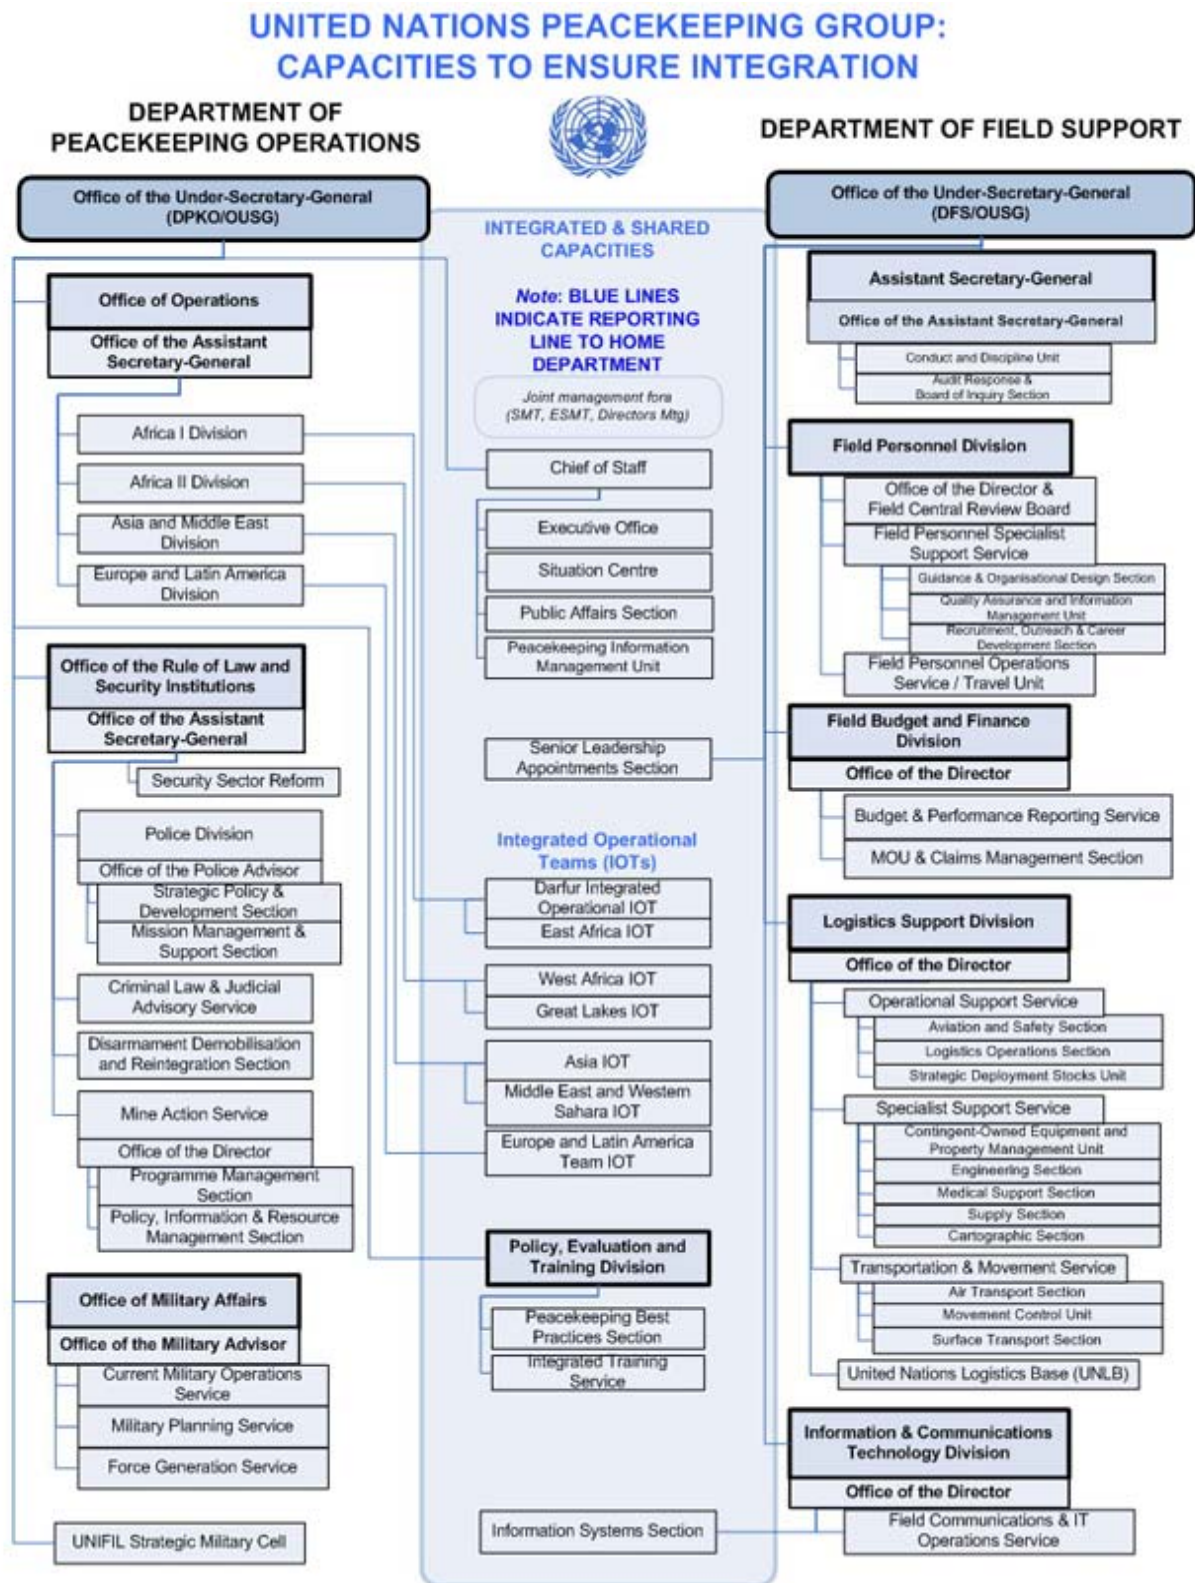 UNITED NATIONS PEACEKEEPING GROUP:
CAPACITIES TO ENSURE INTEGRATION
DEPARTMENT OF
PEACEKEEPING OPERATIONS
Office of the Under-Secretary-General
(DPKO/OUSG)
Office of Operations
Office of the Assistant
Secretary-General
Africa I Division
Africa II Division
Asia and Middle East
Division
Europe and Latin America
Division
Office of the Rule of Law and
Security Institutions
Office of the Assistant
Secretary-General
Security Sector Reform
Police Division
Office of the Police Advisor
Strategic Policy &
Development Section
Mission Management &
Support Section
Criminal Law & Judicial
Advisory Service
Disarmament Demobilisation
and Reintegration Section
Mine Action Service
Office of the Director
Programme Management
Section
Policy, Information & Resource
Management Section
Office of Military Affairs
Office of the Military Advisor
Current Military Operations
Service
Military Planning Service
Force Generation Service
UNIFIL Strategic Military Cell
INTEGRATED & SHARED
CAPACITIES
Note: BLUE LINES
INDICATE REPORTING
LINE TO HOME
DEPARTMENT
Joint management fora
(SMT, ESMT, Directors Mtg)
Chief of Staff
Executive Office
Situation Centre
Public Affairs Section
Peacekeeping Information
Management Unit
Senior Leadership
Appointments Section
Integrated Operational
Teams (IOTs)
Darfur Integrated
Operational IOT
East Africa IOT
West Africa IOT
Great Lakes IOT
Asia IOT
Middle East and Western
Sahara IOT
Europe and Latin America
Team IOT
Policy, Evaluation and
Training Division
Peacekeeping Best
Practices Section
Integrated Training
Service
Information Systems Section
DEPARTMENT OF FIELD SUPPORT
Office of the Under-Secretary-General
(DFS/OUSG)
Assistant Secretary-General
Office of the Assistant Secretary-General
Conduct and Discipline Unit
Audit Response &
Board of Inquiry Section
Field Personnel Division
Office of the Director &
Field Central Review Board
Field Personnel Specialist
Support Service
Guidance & Organisational Design Section
Quality Assurance and Information
Management Unit
Recruitment, Outreach & Career
Development Section
Field Personnel Operations
Service / Travel Unit
Field Budget and Finance
Division
Office of the Director
Budget & Performance Reporting Service
MOU & Claims Management Section
Logistics Support Division
Office of the Director
Operational Support Service
Aviation and Safety Section
Logistics Operations Section
Strategic Deployment Stocks Unit
Specialist Support Service
Contingent-Owned Equipment and
Property Management Unit
Engineering Section
Medical Support Section
Supply Section
Cartographic Section
Transportation & Movement Service
Air Transport Section
Movement Control Unit
Surface Transport Section
United Nations Logistics Base (UNLB)
Information & Communications
Technology Division
Office of the Director
Field Communications & IT
Operations Service